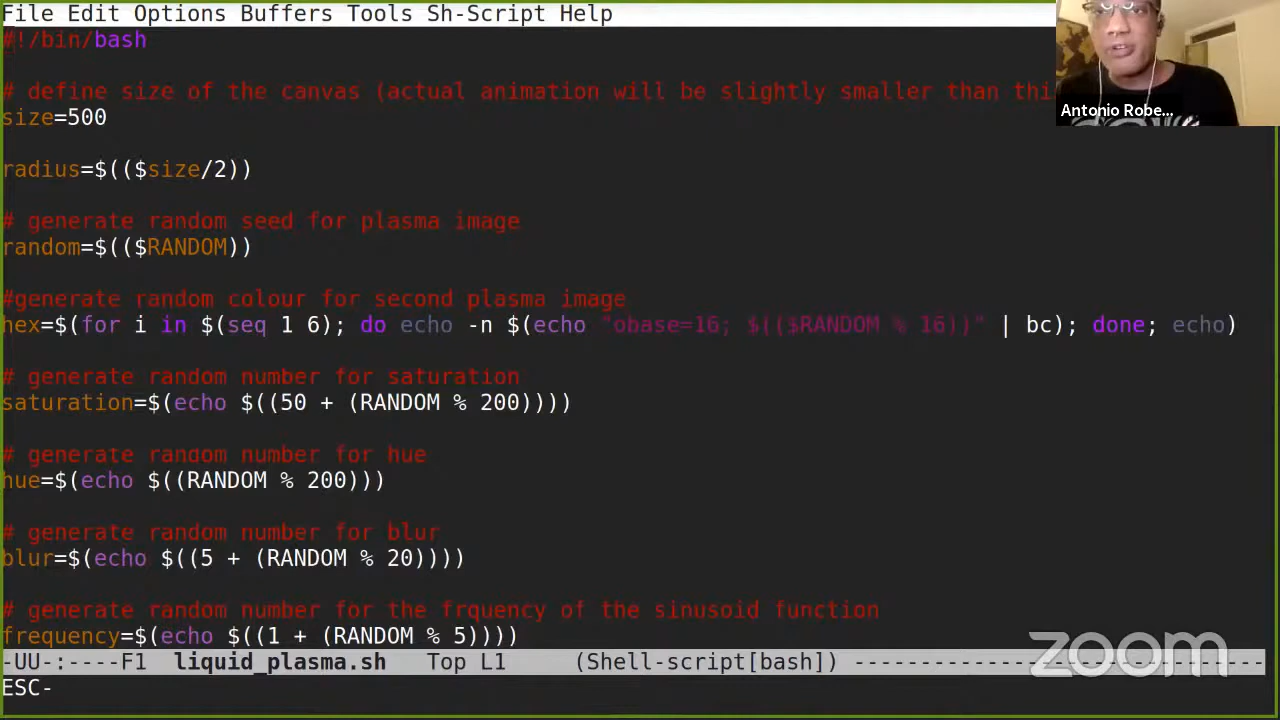 File Edit Options Buffers Tools Sh-Script Help
#!/bin/bash
# define size of the canvas (actual animation will be slightly smaller than thi
size=500
radius=$(($size/2))
# generate random seed for plasma image
random=$(($RANDOM))
#generate random colour for second plasma image
hex=$(for i in $(seq 1 6); do echo -n $(echo "obase=16; $(($RANDOM % 16))" | bc); done; echo)
# generate random number for saturation
saturation=$(echo $((50 + (RANDOM % 200))))
# generate random number for hue
hue=$(echo $((RANDOM % 200)))
# generate random number for blur
blur=$(echo $((5 + (RANDOM % 20))))
# generate random number for the frquency of the sinusoid function
frequency=$(echo $((1 + (RANDOM % 5))))
-UU-:----F1 liquid_plasma.sh Top L1 (Shell-script[bash]) -------------------------------
ESC-
Antonio Robe...
zoom